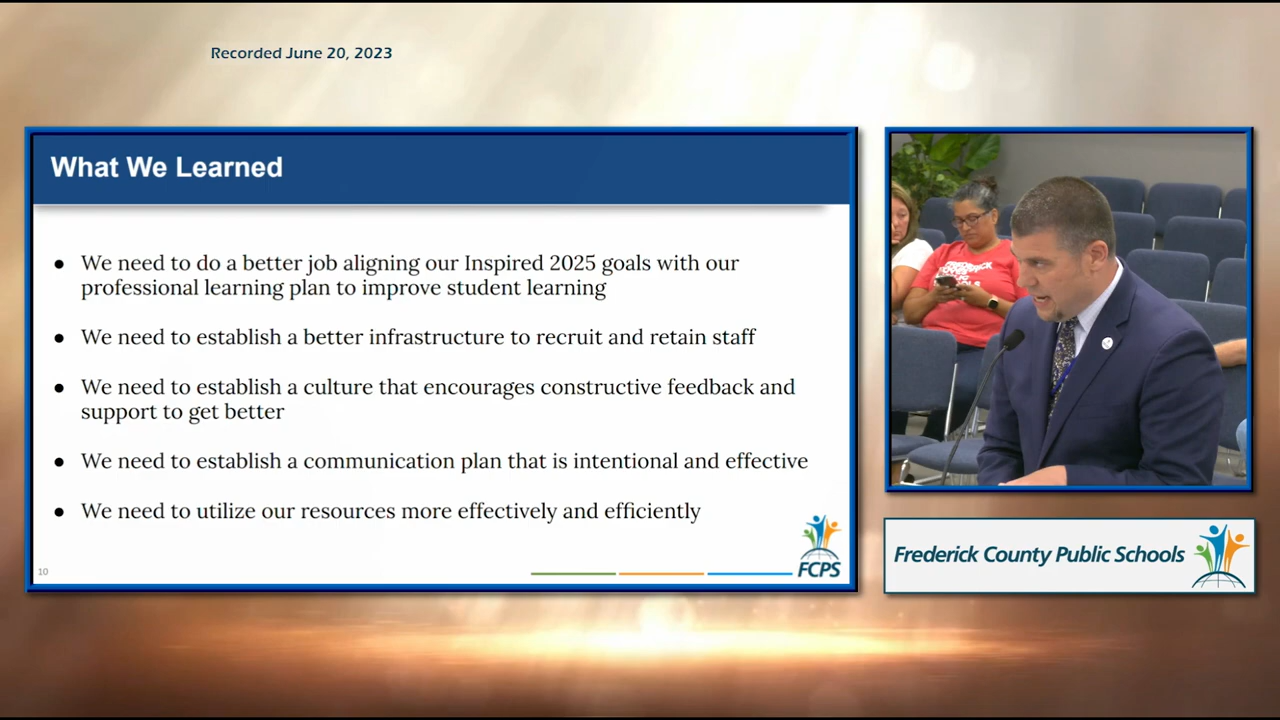 Recorded June 20, 2023
What We Learned
● We need to do a better job aligning our Inspired 2025 goals with our
professional learning plan to improve student learning
● We need to establish a better infrastructure to recruit and retain staff
● We need to establish a culture that encourages constructive feedback and
support to get better
● We need to establish a communication plan that is intentional and effective
● We need to utilize our resources more effectively and efficiently
10
FCPS
FREDERICK
Frederick County Public Schools